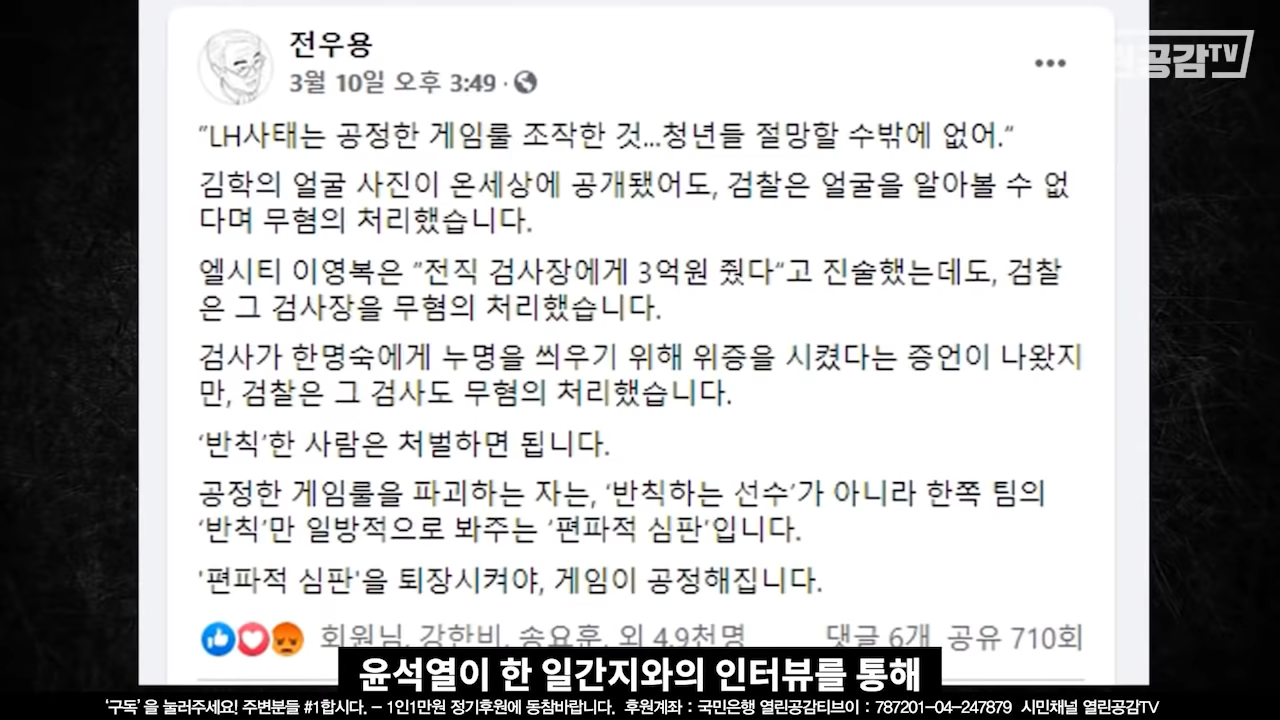 전우용
3월 10일 오후 3:49
린공감TV
"LH사태는 공정한 게임룰 조작한 것...청년들 절망할 수밖에 없어."
김학의 얼굴 사진이 온세상에 공개됐어도, 검찰은 얼굴을 알아볼 수 없
다며 무혐의 처리했습니다.
엘시티 이영복은 "전직 검사장에게 3억원 줬다"고 진술했는데도, 검찰
은 그 검사장을 무혐의 처리했습니다.
검사가 한명숙에게 누명을 씌우기 위해 위증을 시켰다는 증언이 나왔지
만, 검찰은 그 검사도 무혐의 처리했습니다.
'반칙'한 사람은 처벌하면 됩니다.
공정한 게임룰을 파괴하는 자는, '반칙하는 선수'가 아니라 한쪽 팀의
'반칙'만 일방적으로 봐주는 '편파적 심판'입니다.
'편파적 심판'을 퇴장시켜야, 게임이 공정해집니다.
회원님, 강한비, 송요훈, 외 4.9천명 댓글 6개 공유 710회
윤석열이 한 일간지와의 인터뷰를 통해
'구독' 을 눌러주세요! 주변분들 #1합시다. – 1인1만원 정기후원에 동참바랍니다. 후원계좌 : 국민은행 열린공감티브이 : 787201-04-247879 시민채널 열린공감TV